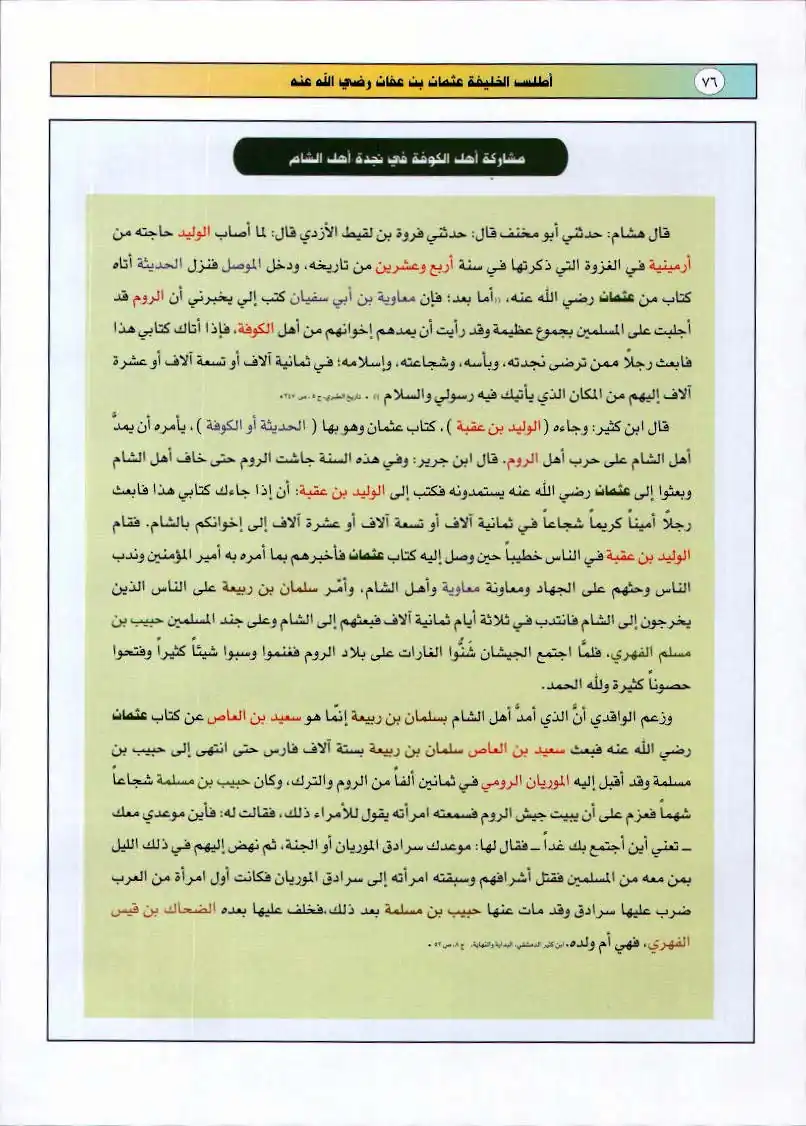 ٧٦
أطلس الخليفة عثمان بن عفان رضي الله عنه
مشاركة أهل الكوفة في نجدة أهل الشام
قال هشام: حدثني أبو مخنف قال: حدثني فروة بن لقيط الأزدي قال: لما أصاب الوليد حاجته من
أرمينية في الغزوة التي ذكرتها في سنة أربع وعشرين من تاريخه، ودخل الموصل فنزل الحديثة أتاه
كتاب من عثمان رضي الله عنه، ((أما بعد؛ فإن معاوية بن أبي سفيان كتب إلي يخبرني أن الروم قد
أجلبت على المسلمين بجموع عظيمة وقد رأيت أن يمدهم إخوانهم من أهل الكوفة، فإذا أتاك كتابي هذا
فابعث رجلاً ممن ترضى نجدته، وبأسه، وشجاعته، وإسلامه؛ في ثمانية آلاف أو تسعة آلاف أو عشرة
آلاف إليهم من المكان الذي يأتيك فيه رسولي والسلام )) . تاريخ الطبري، ج ٥ ، ص ٢٤٧ .
قال ابن كثير: وجاءه ( الوليد بن عقبة ) ، كتاب عثمان وهو بها ( الحديثة أو الكوفة ) ، يأمره أن يمدَّ
أهل الشام على حرب أهل الروم. قال ابن جرير: وفي هذه السنة جاشت الروم حتى خاف أهل الشام
وبعثوا إلى عثمان رضي الله عنه يستمدونه فكتب إلى الوليد بن عقبة: أن إذا جاءك كتابي هذا فابعث
رجلاً أميناً كريماً شجاعاً في ثمانية آلاف أو تسعة آلاف أو عشرة آلاف إلى إخوانكم بالشام. فقام
الوليد بن عقبة في الناس خطيباً حين وصل إليه كتاب عثمان فأخبرهم بما أمره به أمير المؤمنين وندب
الناس وحثهم على الجهاد ومعاونة معاوية وأهل الشام، وأمّر سلمان بن ربيعة على الناس الذين
يخرجون إلى الشام فانتدب في ثلاثة أيام ثمانية آلاف فبعثهم إلى الشام وعلى جند المسلمين حبيب بن
مسلم الفهري، فلمَّا اجتمع الجيشان شَنُّوا الغارات على بلاد الروم فغنموا وسبوا شيئاً كثيراً وفتحوا
حصوناً كثيرة ولله الحمد.
وزعم الواقدي أنَّ الذي أمدَّ أهل الشام بسلمان بن ربيعة إنمّا هو سعيد بن العاص عن كتاب عثمان
رضي الله عنه فبعث سعيد بن العاص سلمان بن ربيعة بستة آلاف فارس حتى انتهى إلى حبيب بن
مسلمة وقد أقبل إليه الموريان الرومي في ثمانين ألفاً من الروم والترك، وكان حبيب بن مسلمة شجاعاً
شهماً فعزم على أن يبيت جيش الروم فسمعته امرأته يقول للأمراء ذلك، فقالت له: فأين موعدي معك
ـ تعني أين أجتمع بك غداً ـ فقال لها: موعدك سرادق الموريان أو الجنة، ثم نهض إليهم في ذلك الليل
بمن معه من المسلمين فقتل أشرافهم وسبقته امرأته إلى سرادق الموريان فكانت أول امرأة من العرب
ضرب عليها سرادق وقد مات عنها حبيب بن مسلمة بعد ذلك،فخلف عليها بعده الضحاك بن قيس
الفهري، فهي أم ولده. ابن كثير الدمشقي، البداية والنهاية، ج ٨، ص ٥٢ .